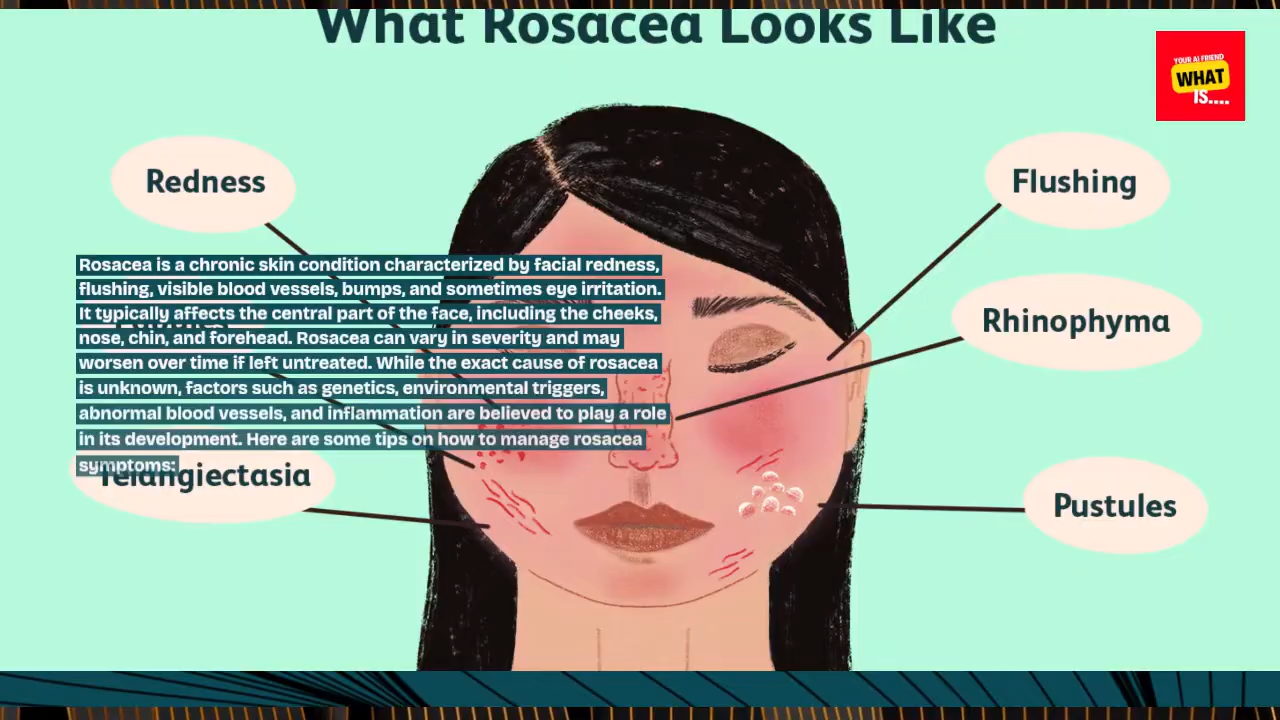 What Rosacea Looks Like
YOUR AI FRIEND
WHAT
IS....
Redness
Flushing
Rosacea is a chronic skin condition characterized by facial redness,
flushing, visible blood vessels, bumps, and sometimes eye irritation.
It typically affects the central part of the face, including the cheeks,
nose, chin, and forehead. Rosacea can vary in severity and may
worsen over time if left untreated. While the exact cause of rosacea
is unknown, factors such as genetics, environmental triggers,
abnormal blood vessels, and inflammation are believed to play a role
in its development. Here are some tips on how to manage rosacea
symptoms:
Rhinophyma
Telangiectasia
Pustules